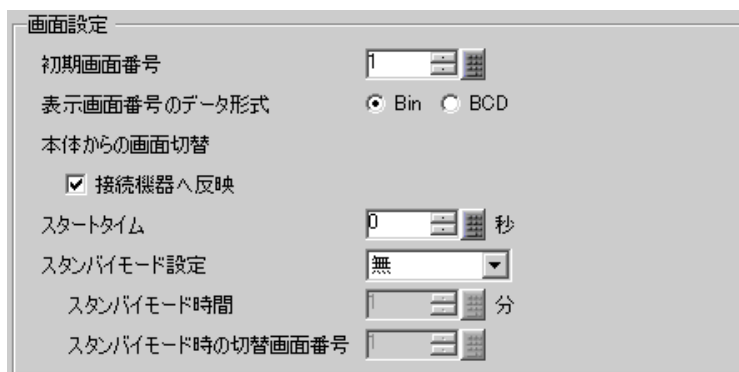 画面設定
初期画面番号 1
表示画面番号のデータ形式 Bin BCD
本体からの画面切替
接続機器へ反映
スタートタイム 0 秒
スタンバイモード設定 無
スタンバイモード時間 1 分
スタンバイモード時の切替画面番号 1